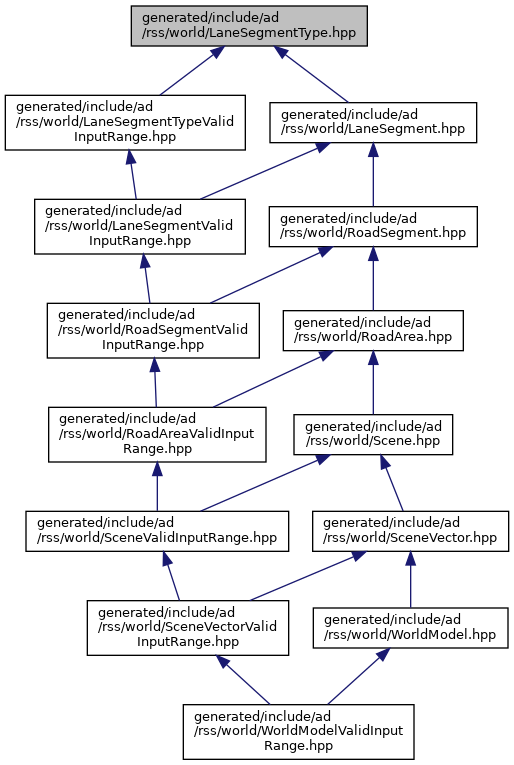 generated/include/ad
/rss/world/LaneSegmentType.hpp
generated/include/ad
/rss/world/LaneSegmentTypeValid
InputRange.hpp
generated/include/ad
/rss/world/LaneSegment.hpp
generated/include/ad
/rss/world/LaneSegmentValid
InputRange.hpp
generated/include/ad
/rss/world/RoadSegment.hpp
generated/include/ad
/rss/world/RoadSegmentValid
InputRange.hpp
generated/include/ad
/rss/world/RoadArea.hpp
generated/include/ad
/rss/world/RoadAreaValidInput
Range.hpp
generated/include/ad
/rss/world/Scene.hpp
generated/include/ad
/rss/world/SceneValidInputRange.hpp
generated/include/ad
/rss/world/SceneVector.hpp
generated/include/ad
/rss/world/SceneVectorValid
InputRange.hpp
generated/include/ad
/rss/world/WorldModel.hpp
generated/include/ad
/rss/world/WorldModelValidInput
Range.hpp